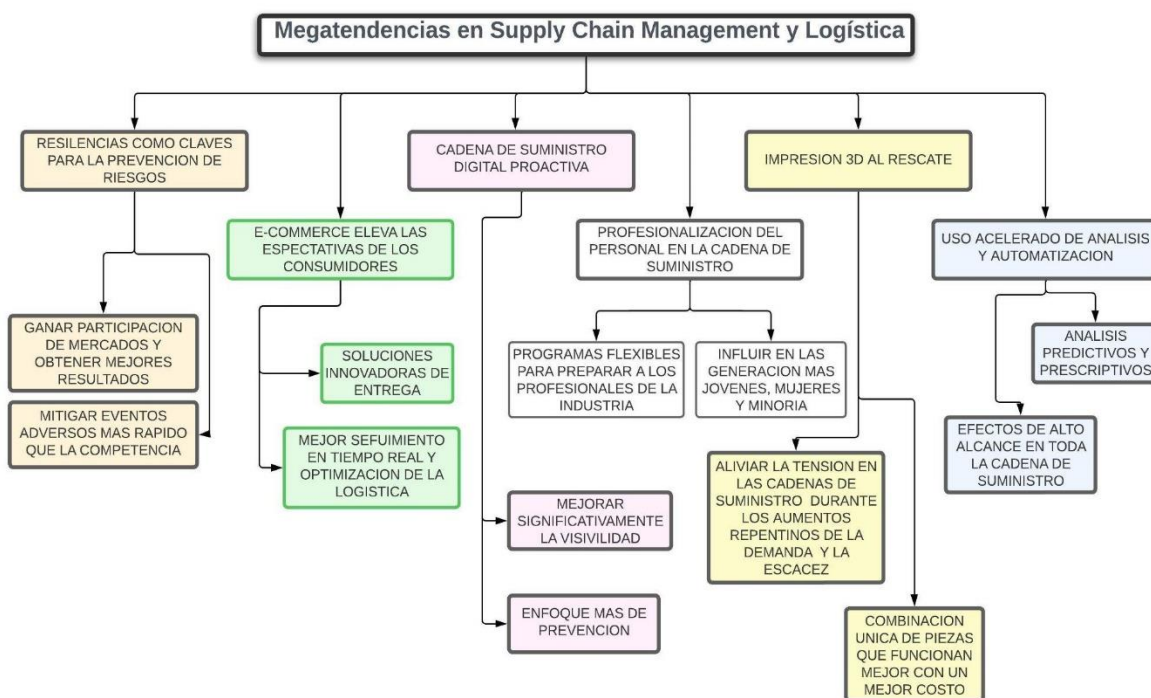 Megatendencias en Supply Chain Management y Logística
RESILENCIAS COMO CLAVES
PARA LA PREVENCION DE
RIESGOS
CADENA DE SUMINISTRO
DIGITAL PROACTIVA
IMPRESION 3D AL RESCATE
E-COMMERCE ELEVA LAS
ESPECTATIVAS DE LOS
CONSUMIDORES
PROFESIONALIZACION DEL
PERSONAL EN LA CADENA DE
SUMINISTRO
USO ACELERADO DE ANALISIS
Y AUTOMATIZACION
GANAR PARTICIPACION
DE MERCADOS Y
OBTENER MEJORES
RESULTADOS
MITIGAR EVENTOS
ADVERSOS MAS RAPIDO
QUE LA COMPETENCIA
SOLUCIONES
INNOVADORAS DE
ENTREGA
MEJOR SEFUIMIENTO
EN TIEMPO REAL Y
OPTIMIZACION DE LA
LOGISTICA
PROGRAMAS FLEXIBLES
PARA PREPARAR A LOS
PROFESIONALES DE LA
INDUSTRIA
INFLUIR EN LAS
GENERACION MAS
JOVENES, MUJERES
Y MINORIA
ANALISIS
PREDICTIVOS Y
PRESCRIPTIVOS
EFECTOS DE ALTO
ALCANCE EN TODA
LA CADENA DE
SUMINISTRO
ALIVIAR LA TENSION EN
LAS CADENAS DE
SUMINISTRO DURANTE
LOS AUMENTOS
REPENTINOS DE LA
DEMANDA Y LA
ESCACEZ
MEJORAR
SIGNIFICATIVAMENTE
LA VISIVILIDAD
ENFOQUE MAS DE
PREVENCION
COMBINACION
UNICA DE PIEZAS
QUE FUNCIONAN
MEJOR CON UN
MEJOR COSTO